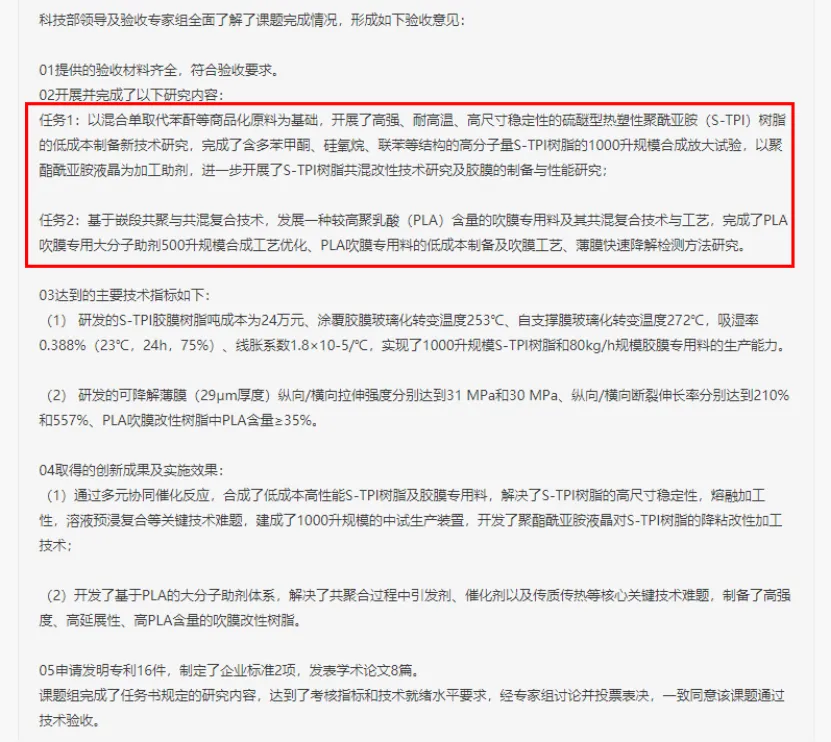 科技部领导及验收专家组全面了解了课题完成情况，形成如下验收意见：
01提供的验收材料齐全，符合验收要求。
02开展并完成了以下研究内容：
任务1：以混合单取代苯酐等商品化原料为基础，开展了高强、耐高温、高尺寸稳定性的硫醚型热塑性聚酰亚胺（S-TPI）树脂
的低成本制备新技术研究，完成了含多苯甲酮、硅氧烷、联苯等结构的高分子量S-TPI树脂的1000升规模合成放大试验，以聚
酯酰亚胺液晶为加工助剂，进一步开展了S-TPI树脂共混改性技术研究及胶膜的制备与性能研究；
任务2：基于嵌段共聚与共混复合技术，发展一种较高聚乳酸（PLA）含量的吹膜专用料及其共混复合技术与工艺，完成了PLA
吹膜专用大分子助剂500升规模合成工艺优化、PLA吹膜专用料的低成本制备及吹膜工艺、薄膜快速降解检测方法研究。
03达到的主要技术指标如下：
（1） 研发的S-TPI胶膜树脂吨成本为24万元、涂覆胶膜玻璃化转变温度253℃、自支撑膜玻璃化转变温度272℃，吸湿率
0.388%（23℃，24h，75%）、线胀系数1.8×10-5/℃，实现了1000升规模S-TPI树脂和80kg/h规模胶膜专用料的生产能力。
（2） 研发的可降解薄膜（29μm厚度）纵向/横向拉伸强度分别达到31 MPa和30 MPa、纵向/横向断裂伸长率分别达到210%
和557%、PLA吹膜改性树脂中PLA含量≥35%。
04取得的创新成果及实施效果：
（1）通过多元协同催化反应，合成了低成本高性能S-TPI树脂及胶膜专用料，解决了S-TPI树脂的高尺寸稳定性，熔融加工
性，溶液预浸复合等关键技术难题，建成了1000升规模的中试生产装置，开发了聚酯酰亚胺液晶对S-TPI树脂的降粘改性加工
技术；
（2）开发了基于PLA的大分子助剂体系，解决了共聚合过程中引发剂、催化剂以及传质传热等核心关键技术难题，制备了高强
度、高延展性、高PLA含量的吹膜改性树脂。
05申请发明专利16件，制定了企业标准2项，发表学术论文8篇。
课题组完成了任务书规定的研究内容，达到了考核指标和技术就绪水平要求，经专家组讨论并投票表决，一致同意该课题通过
技术验收。